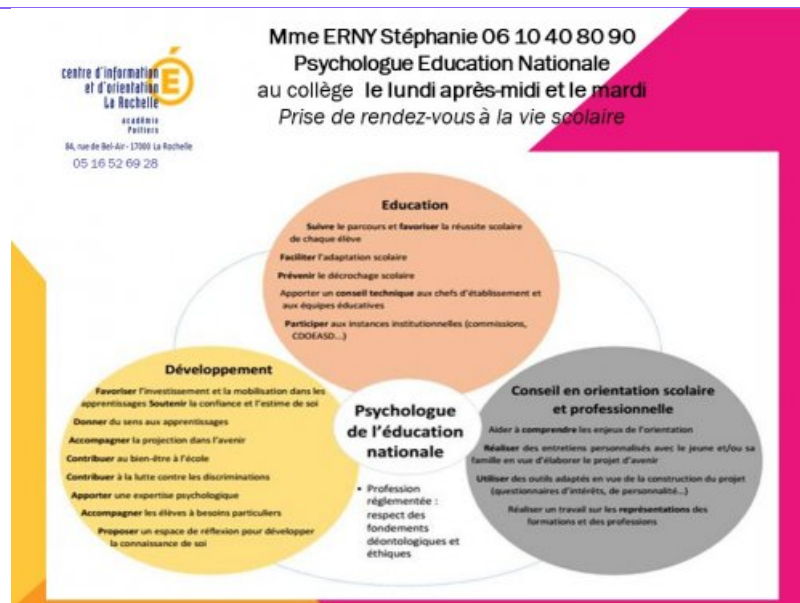 Mme ERNY Stéphanie 06 10 40 80 90
Psychologue Education Nationale
au collège le lundi après-midi et le mardi
Prise de rendez-vous à la vie scolaire
centre d'information
et d'orientation
La Rochelle
académie
Poitiers
84, rue de Bel-Air - 17000 La Rochelle
05 16 52 69 28
Education
Suivre le parcours et favoriser la réussite scolaire
de chaque élève
Faciliter l'adaptation scolaire
Prévenir le décrochage scolaire
Apporter un conseil technique aux chefs d'établissement et
aux équipes éducatives
Participer aux instances institutionnelles (commissions,
CDOEASD...)
Développement
Favoriser l'investissement et la mobilisation dans les
apprentissages Soutenir la confiance et l'estime de soi
Donner du sens aux apprentissages
Accompagner la projection dans l'avenir
Contribuer au bien-être à l'école
Contribuer à la lutte contre les discriminations
Apporter une expertise psychologique
Accompagner les élèves à besoins particuliers
Proposer un espace de réflexion pour développer
la connaissance de soi
Psychologue
de l'éducation
nationale
• Profession
réglementée :
respect des
fondements
déontologiques et
éthiques
Conseil en orientation scolaire
et professionnelle
Aider à comprendre les enjeux de l'orientation
Réaliser des entretiens personnalisés avec le jeune et/ou sa
famille en vue d'élaborer le projet d'avenir
Utiliser des outils adaptés en vue de la construction du projet
(questionnaires d'intérêts, de personnalité...)
Réaliser un travail sur les représentations des
formations et des professions